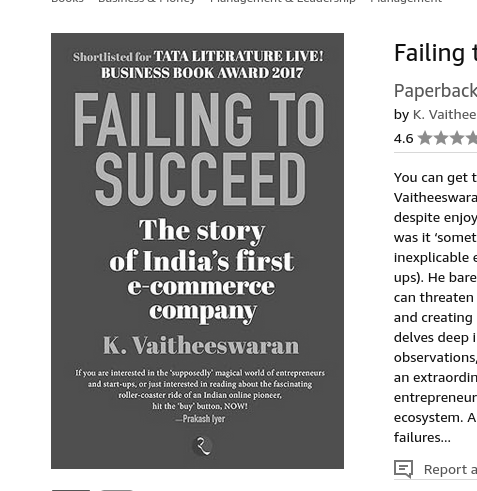 Books Business & Money Management & Leadership Management
Shortlisted for TATA LITERATURE LIVE!
BUSINESS BOOK AWARD 2017
FAILING TO
SUCCEED
The story
of India's first
e-commerce
company
K. Vaitheeswaran
If you are interested in the 'supposedly' magical world of entrepreneurs
and start-ups, or just interested in reading about the fascinating
roller-coaster ride of an Indian online pioneer,
hit the 'buy' button, NOW!
—Prakash Iyer
Failing t
Paperback
by K. Vaithee
4.6
You can get t
Vaitheeswara
despite enjoy
was it 'somet
inexplicable e
ups). He bare
can threaten
and creating
delves deep i
observations,
an extraordin
entrepreneur
ecosystem. A
failures...
Report a